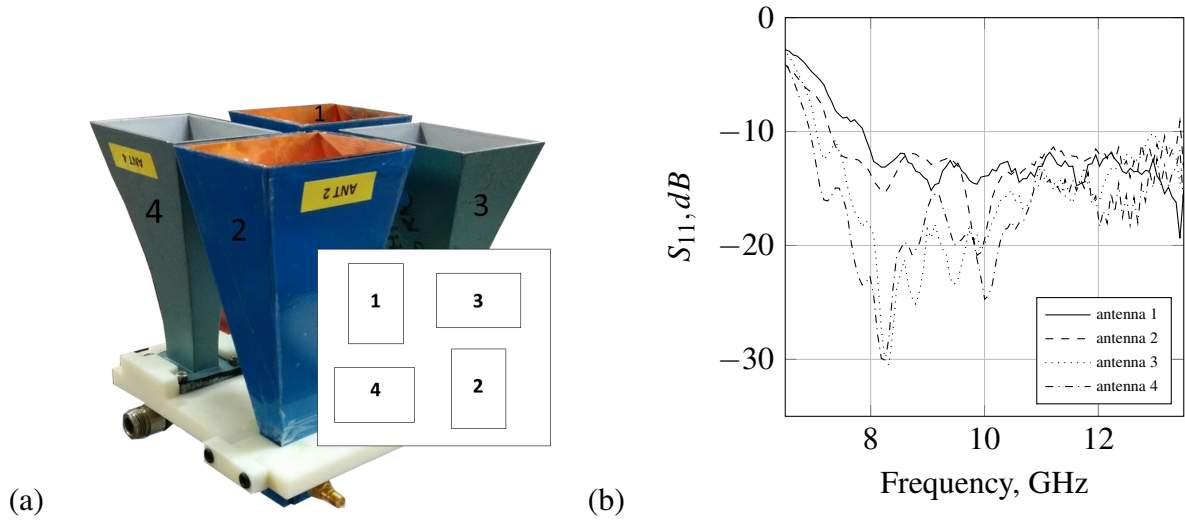 1
ANT 4
ANT 2
4
2
3
1
3
4
2
(a)
0
−10
−20
−30
S11, dB
8
10
12
Frequency, GHz
antenna 1
antenna 2
antenna 3
antenna 4
(b)